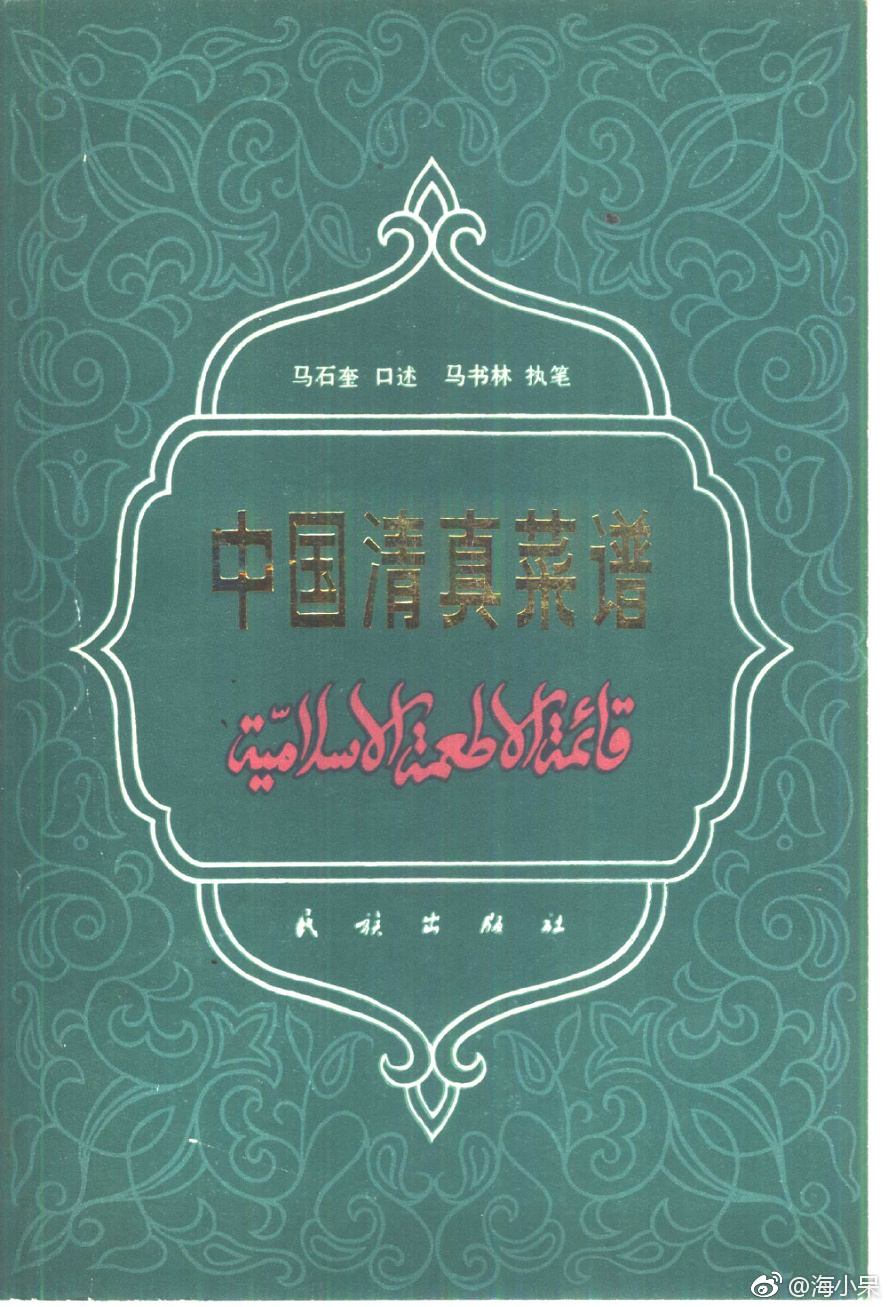 马石奎 口述 马书林 执笔
中国清真菜谱
قائمة الاطعمة الاسلاميّة
民族出版社
@海小呆